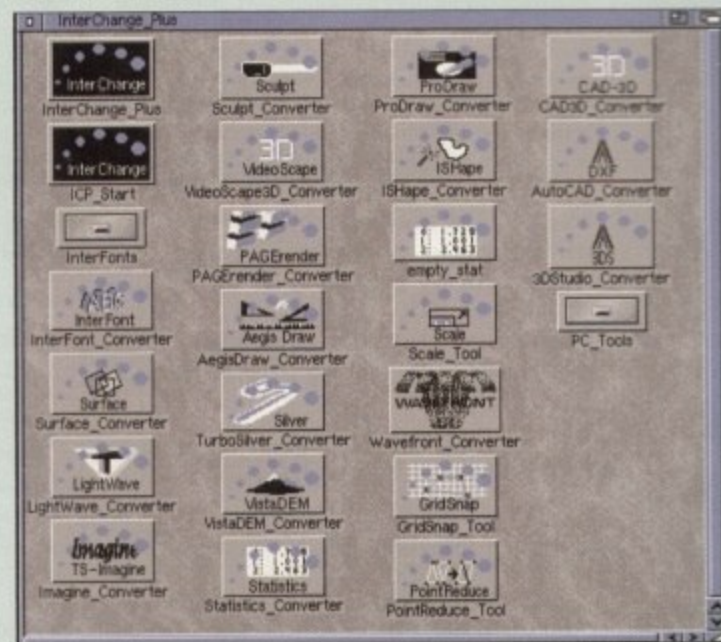 InterChange_Plus
InterChange
InterChange_Plus
Sculpt
Sculpt_Converter
ProDraw
ProDraw_Converter
3D
CAD-3D
CAD3D_Converter
InterChange
ICP_Start
3D
VideoScape
VideoScape3D_Converter
ISHape
ISHape_Converter
DXF
AutoCAD_Converter
InterFonts
PAGErender
PAGErender_Converter
empty_stat
3DS
3DStudio_Converter
InterFont
InterFont_Converter
Aegis Draw
AegisDraw_Converter
Scale
Scale_Tool
PC_Tools
Surface
Surface_Converter
Silver
TurboSilver_Converter
WAVEFRONT
Wavefront_Converter
LightWave
LightWave_Converter
VistaDEM
VistaDEM_Converter
GridSnap
GridSnap_Tool
Imagine
TS-Imagine
Imagine_Converter
Statistics
Statistics_Converter
PointReduce
PointReduce_Tool